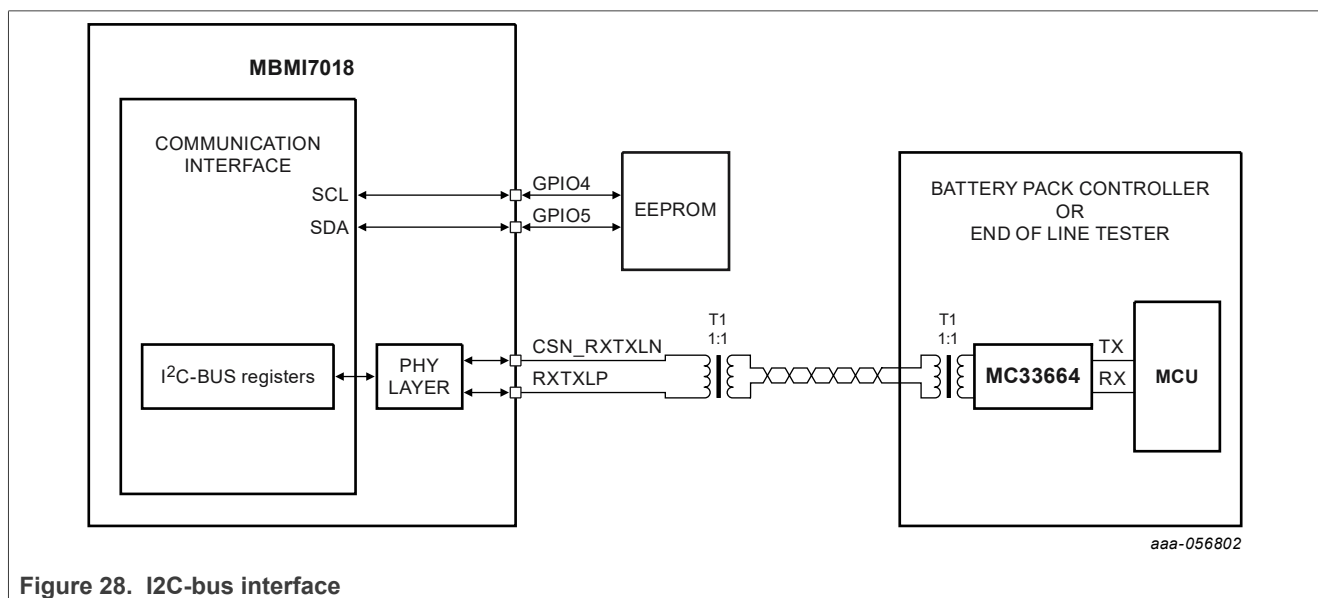 MBMI7018
COMMUNICATION
INTERFACE
SCL
SDA
GPIO4
GPIO5
EEPROM
BATTERY PACK CONTROLLER
OR
END OF LINE TESTER
I²C-BUS registers
PHY
LAYER
CSN_RXTXLN
RXTXLP
T1
1:1
T1
1:1
MC33664
TX
RX
MCU
aaa-056802
Figure 28. I2C-bus interface